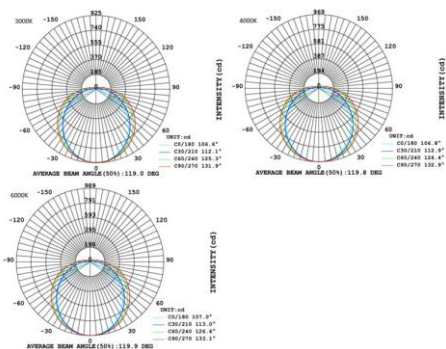 3000K
-150
925
150
-120
740
120
555
370
185
-90
0
90
-60
60
-30
0
30
INTENSITY(cd)
UNIT:cd
C0/180 106.6°
C30/210 112.1°
C60/240 125.3°
C90/270 131.9°
AVERAGE BEAM ANGLE(50%):119.0 DEG
4000K
-150
969
150
-120
775
120
581
387
194
-90
0
90
-60
60
-30
0
30
INTENSITY(cd)
UNIT:cd
C0/180 106.8°
C30/210 112.9°
C60/240 126.4°
C90/270 132.9°
AVERAGE BEAM ANGLE(50%):119.8 DEG
6000K
-150
150
-120
791
120
593
395
198
-90
0
90
-60
60
-30
0
30
INTENSITY(cd)
UNIT:cd
C0/180 107.0°
C30/210 113.0°
C60/240 126.6°
C90/270 133.1°
AVERAGE BEAM ANGLE(50%):119.9 DEG